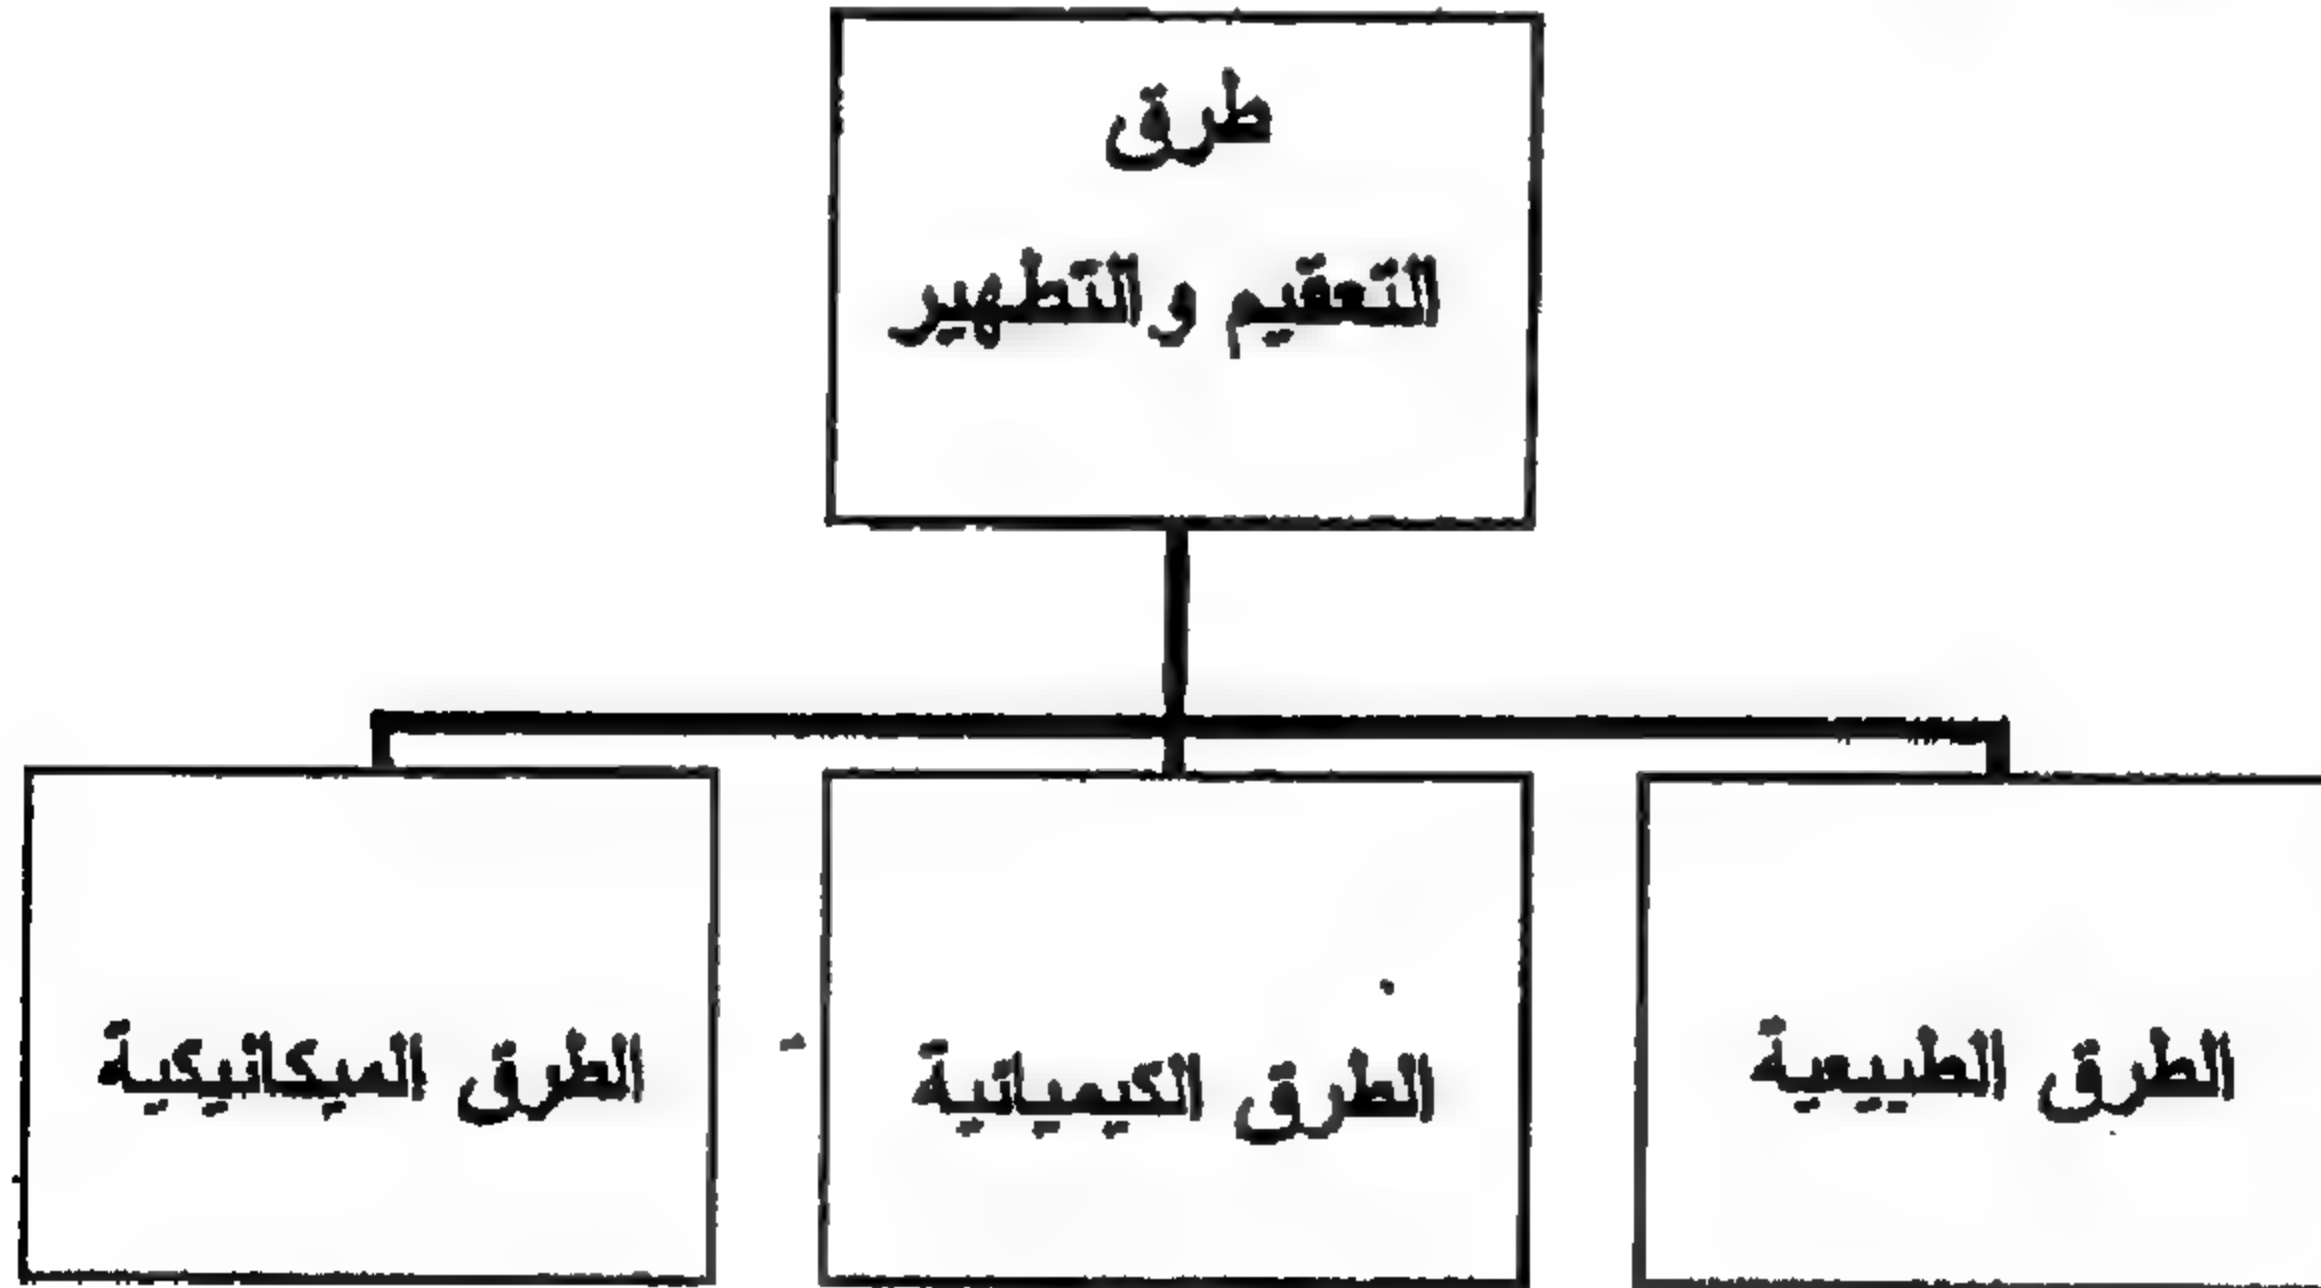 طرق
التعقيم والتطهير
الطرق الطبيعية
الطرق الكيميائية
الطرق الميكانيكية